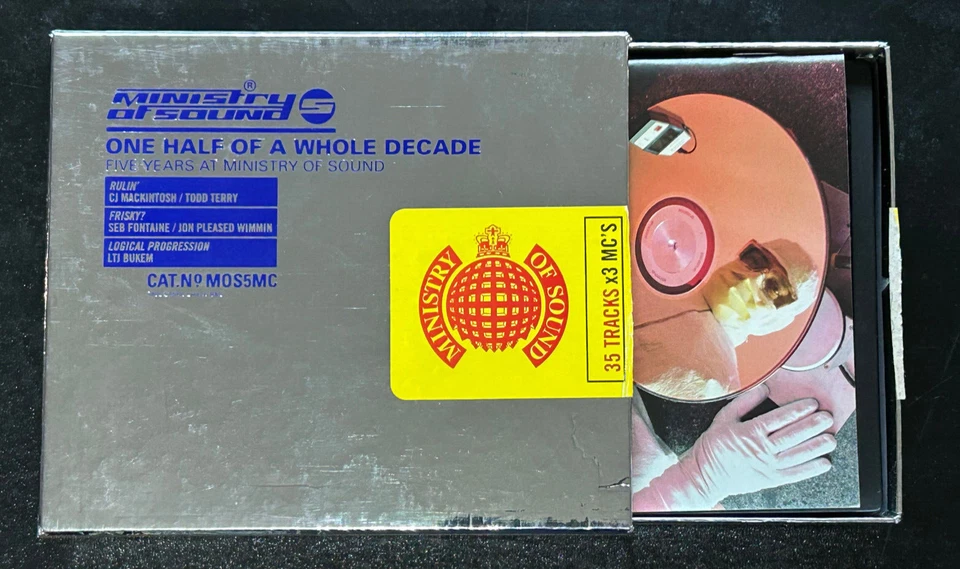 MINISTRY ®
OF SOUND
ONE HALF OF A WHOLE DECADE
FIVE YEARS AT MINISTRY OF SOUND
RULIN'
CJ MACKINTOSH / TODD TERRY
FRISKY?
SEB FONTAINE / JON PLEASED WIMMIN
LOGICAL PROGRESSION
LTJ BUKEM
CAT.Nº MOS5MC
MINISTRY OF SOUND
35 TRACKS x3 MC'S